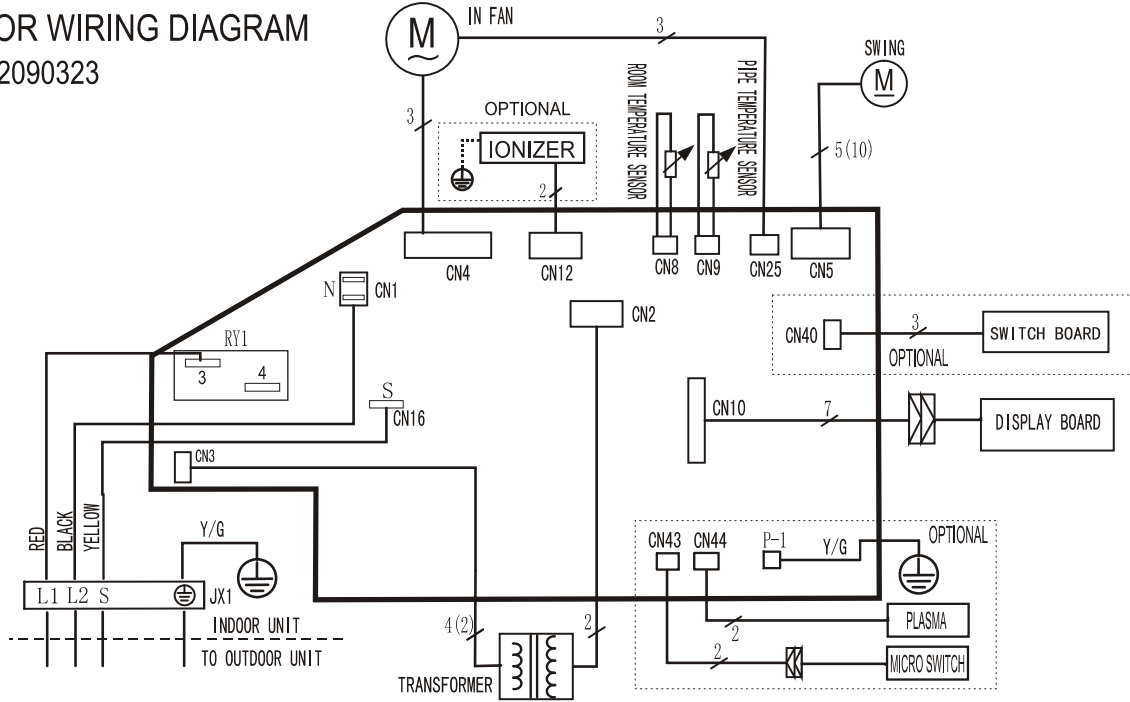 OR WIRING DIAGRAM
2090323
IN FAN
M
3
3
OPTIONAL
IONIZER
2
ROOM TEMPERATURE SENSOR
PIPE TEMPERATURE SENSOR
SWING
M
5(10)
CN4
CN12
CN8
CN9
CN25
CN5
N
CN1
CN2
RY1
3
4
S
CN16
CN3
CN40
3
SWITCH BOARD
OPTIONAL
CN10
7
DISPLAY BOARD
RED
BLACK
YELLOW
Y/G
L1 L2 S
JX1
INDOOR UNIT
TO OUTDOOR UNIT
4(2)
2
TRANSFORMER
CN43
CN44
P-1
Y/G
OPTIONAL
2
PLASMA
2
MICRO SWITCH